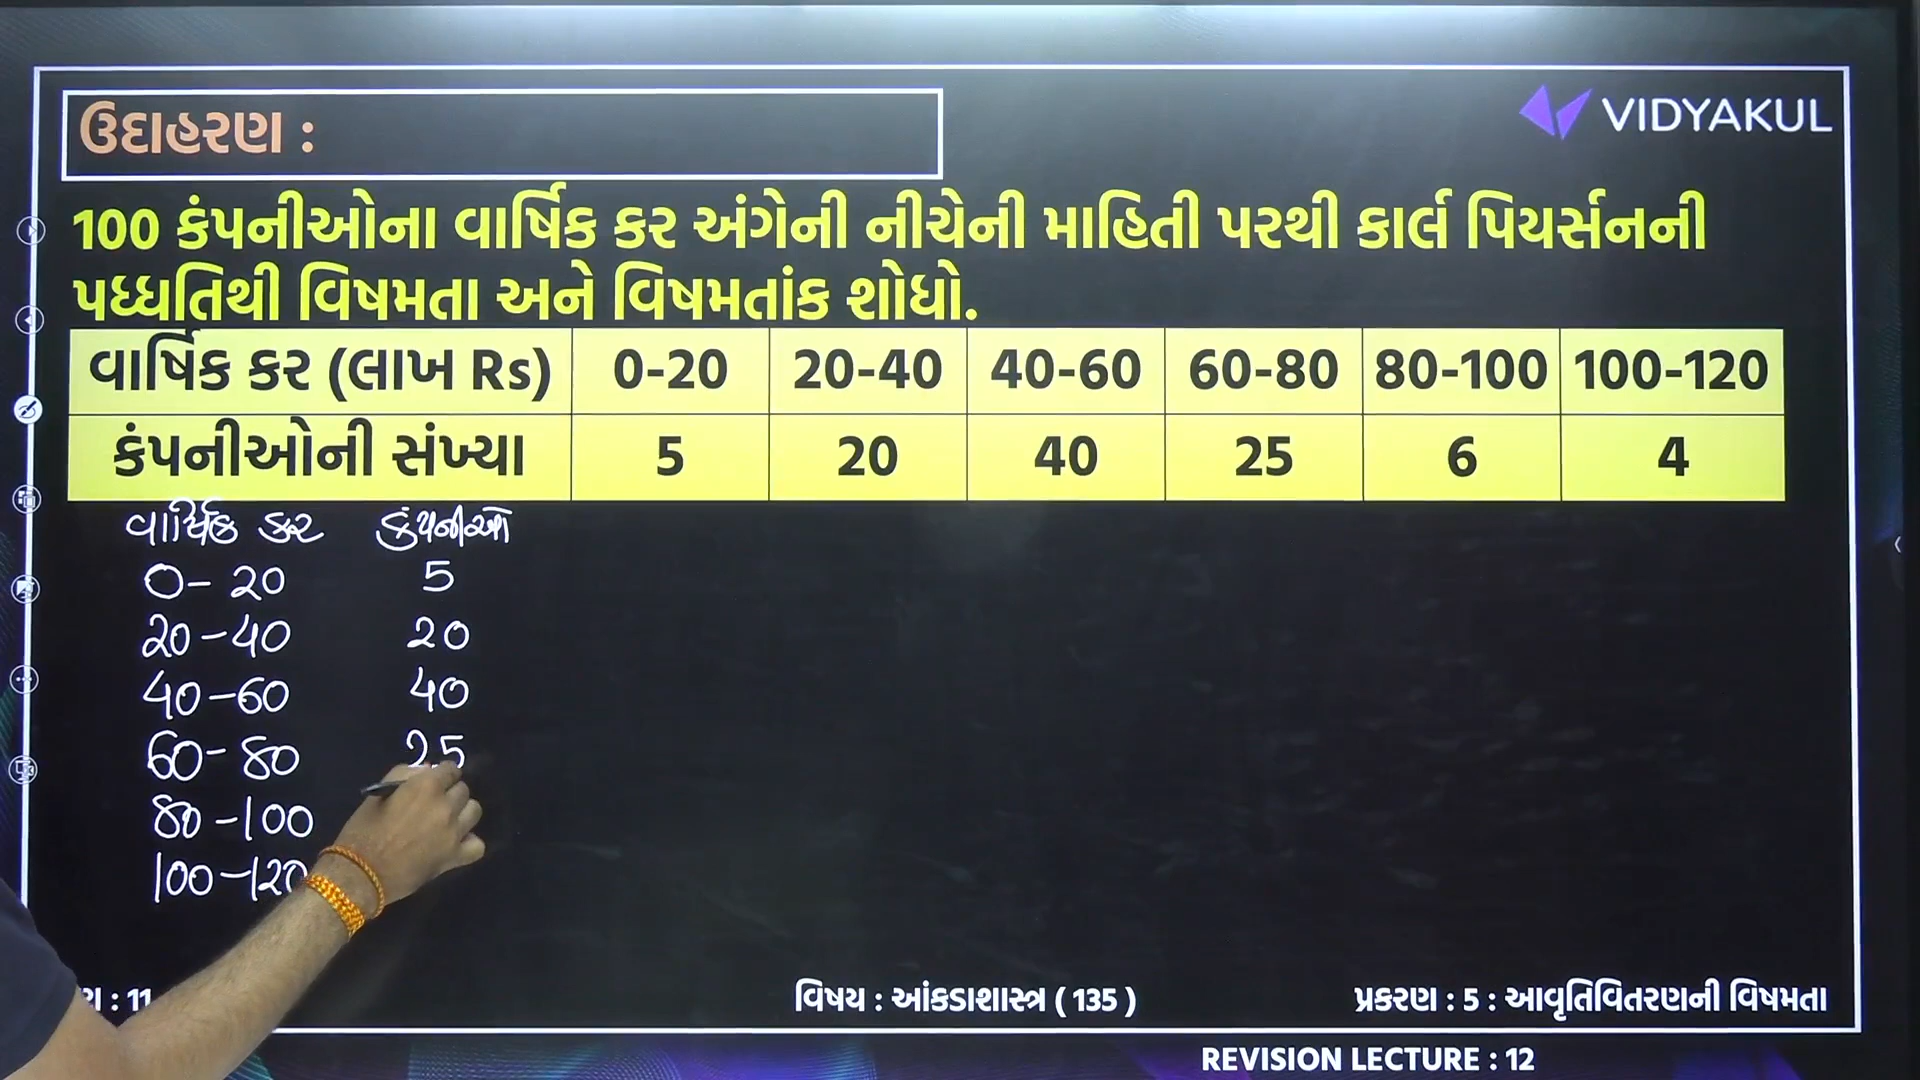 ઉદાહરણ :
VIDYAKUL
100 કંપનીઓના વાર્ષિક કર અંગેની નીચેની માહિતી પરથી કાર્લ પિયર્સનની
પધ્ધતિથી વિષમતા અને વિષમતાંક શોધો.
વાર્ષિક કર (લાખ Rs) 0-20 20-40 40-60 60-80 80-100 100-120
કંપનીઓની સંખ્યા 5 20 40 25 6 4
વાર્ષિક કર કંપનીઓ
0-20 5
20-40 20
40-60 40
60-80 25
80-100
100-120
: 11 વિષય : આંકડાશાસ્ત્ર ( 135 ) પ્રકરણ : 5 : આવૃતિવિતરણની વિષમતા
REVISION LECTURE : 12